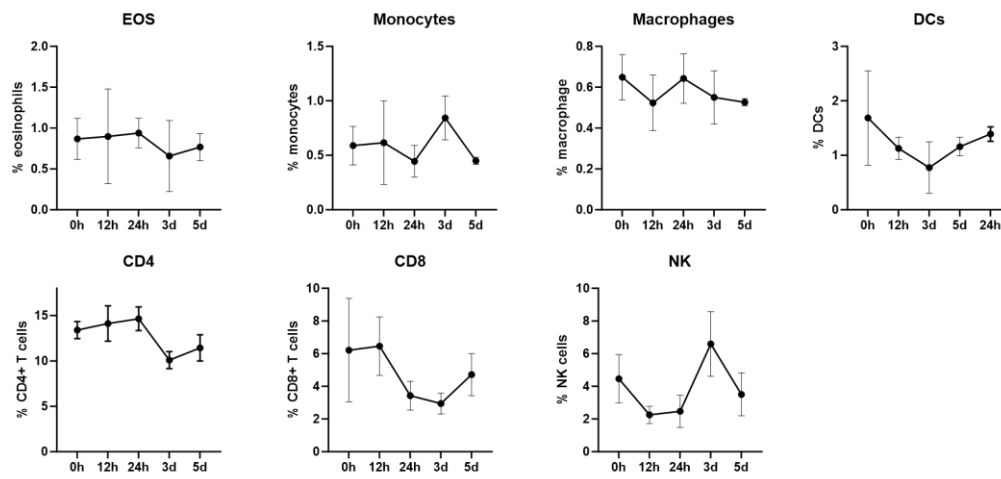 EOS
% eosinophils
2.0
1.5
1.0
0.5
0.0
0h 12h 24h 3d 5d
Monocytes
% monocytes
1.5
1.0
0.5
0.0
0h 12h 24h 3d 5d
Macrophages
% macrophage
0.8
0.6
0.4
0.2
0.0
0h 12h 24h 3d 5d
DCs
% DCs
3
2
1
0
0h 12h 3d 5d 24h
CD4
% CD4+ T cells
15
10
5
0
0h 12h 24h 3d 5d
CD8
% CD8+ T cells
10
8
6
4
2
0
0h 12h 24h 3d 5d
NK
% NK cells
10
8
6
4
2
0
0h 12h 24h 3d 5d